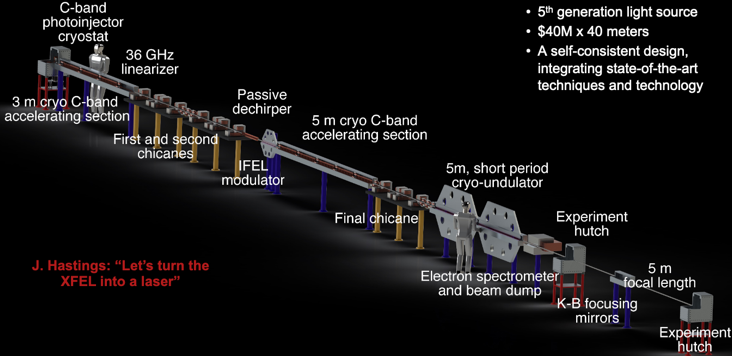 C-band
photoinjector
cryostat
36 GHz
linearizer
3 m cryo C-band
accelerating section
First and second
chicanes
Passive
dechirper
IFEL
modulator
5 m cryo C-band
accelerating section
Final chicane
5m, short period
cryo-undulator
Electron spectrometer
and beam dump
Experiment
hutch
K-B focusing
mirrors
5 m
focal length
Experiment
hutch
• 5th generation light source
• $40M x 40 meters
• A self-consistent design,
integrating state-of-the-art
techniques and technology
J. Hastings: “Let’s turn the
XFEL into a laser”